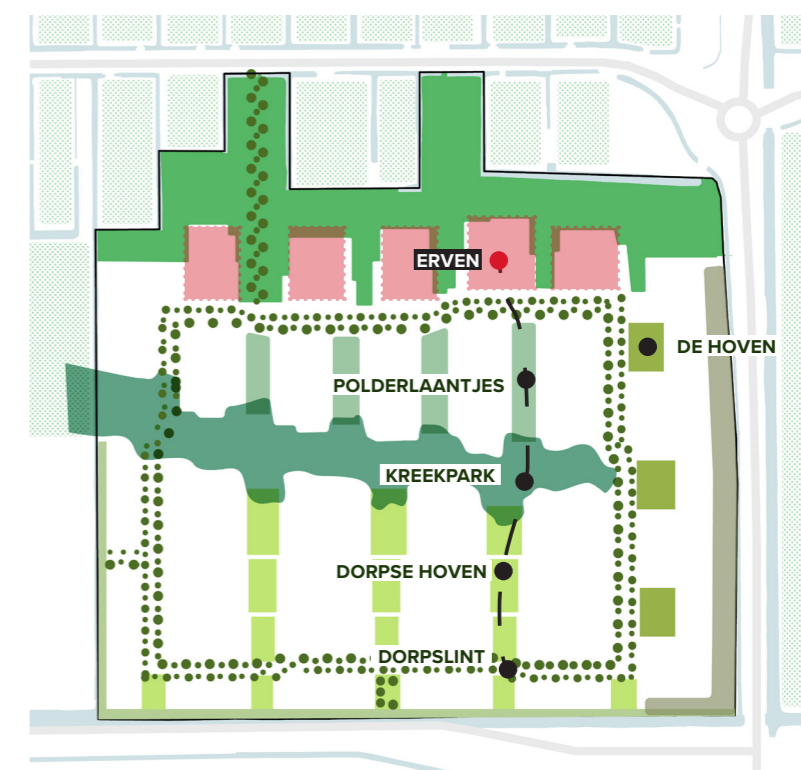 ERVEN
DE HOVEN
POLDERLAANTJES
KREEKPARK
DORPSE HOVEN
DORPSLINT